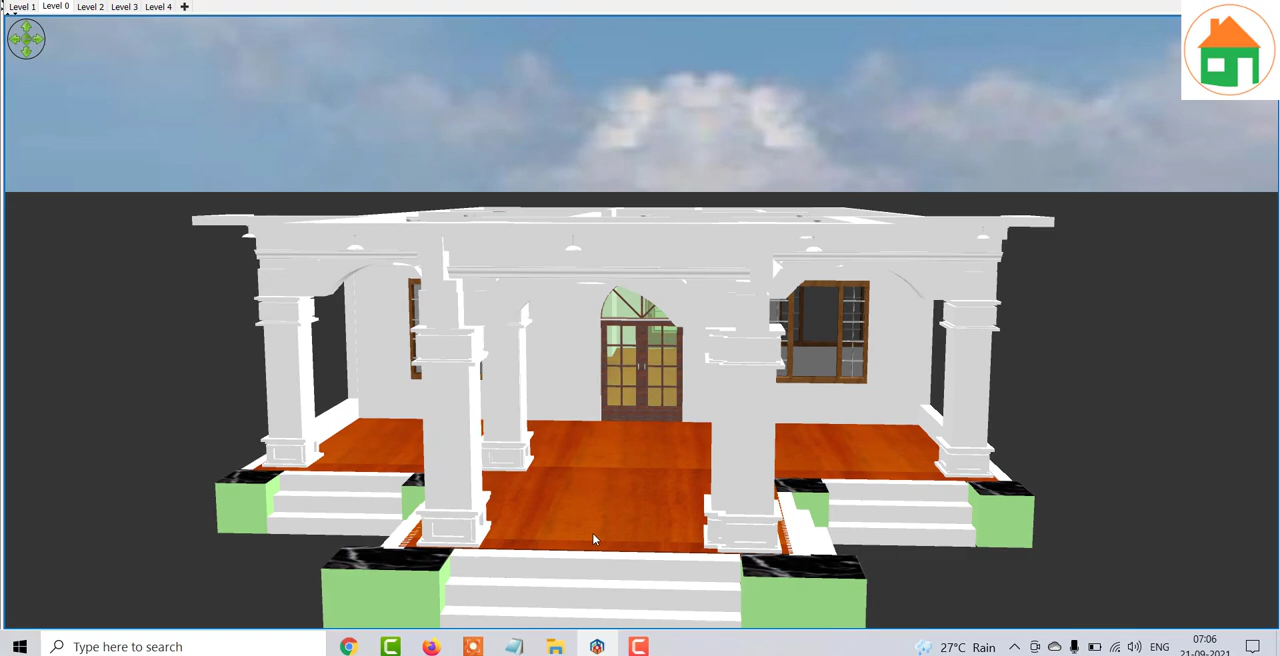 Level 1 Level 0 Level 2 Level 3 Level 4
Type here to search
27°C Rain
ENG
07:06
21-09-2021